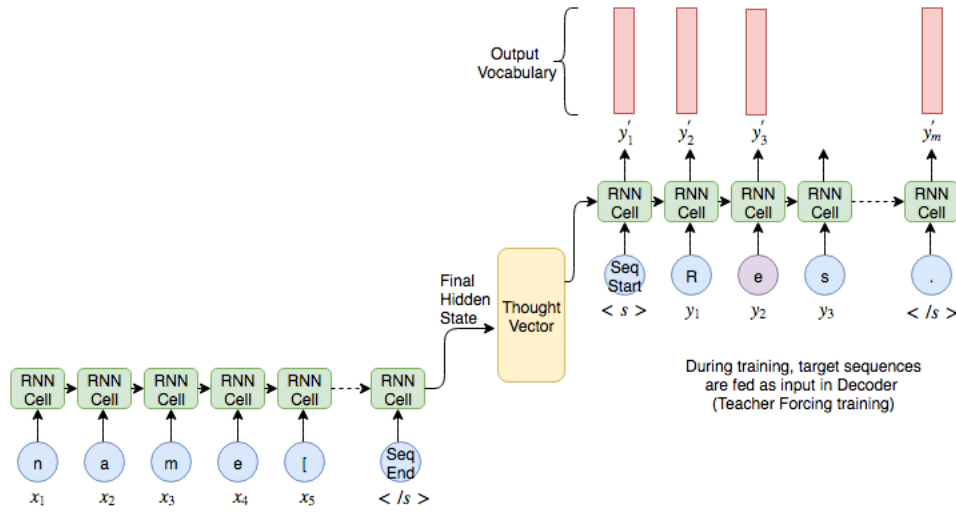 Output
Vocabulary
y'₁
y'₂
y'₃
y'ₘ
RNN
Cell
RNN
Cell
RNN
Cell
RNN
Cell
RNN
Cell
Seq
Start
R
e
s
.
< s >
y₁
y₂
y₃
< /s >
Final
Hidden
State
Thought
Vector
During training, target sequences
are fed as input in Decoder
(Teacher Forcing training)
RNN
Cell
RNN
Cell
RNN
Cell
RNN
Cell
RNN
Cell
RNN
Cell
n
a
m
e
[
Seq
End
x₁
x₂
x₃
x₄
x₅
< /s >